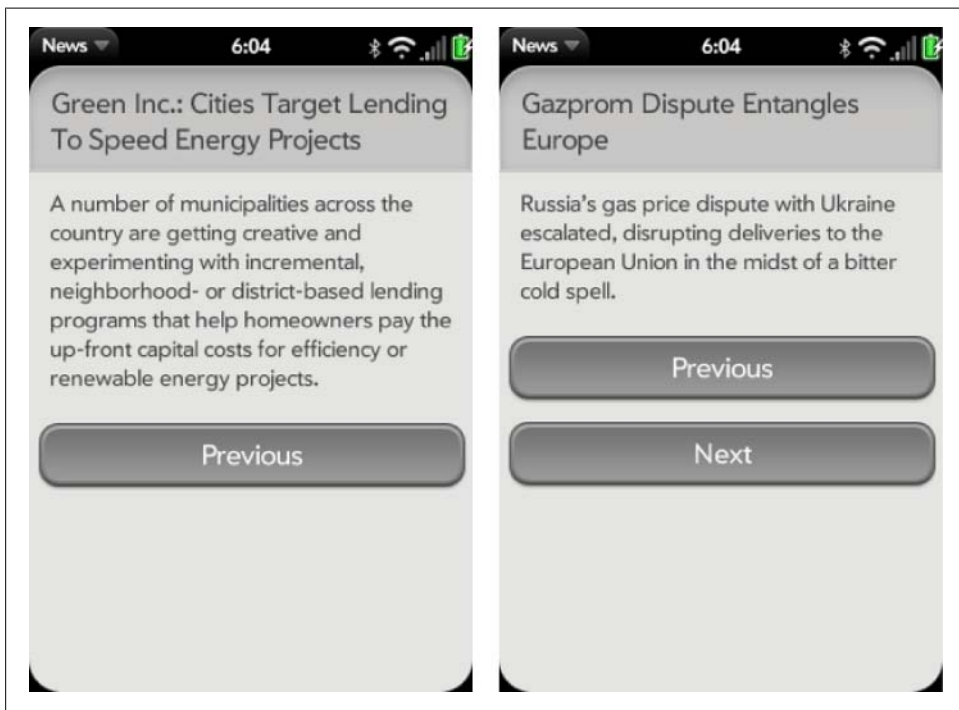 News
6:04
Green Inc.: Cities Target Lending
To Speed Energy Projects
A number of municipalities across the
country are getting creative and
experimenting with incremental,
neighborhood- or district-based lending
programs that help homeowners pay the
up-front capital costs for efficiency or
renewable energy projects.
Previous
News
6:04
Gazprom Dispute Entangles
Europe
Russia's gas price dispute with Ukraine
escalated, disrupting deliveries to the
European Union in the midst of a bitter
cold spell.
Previous
Next